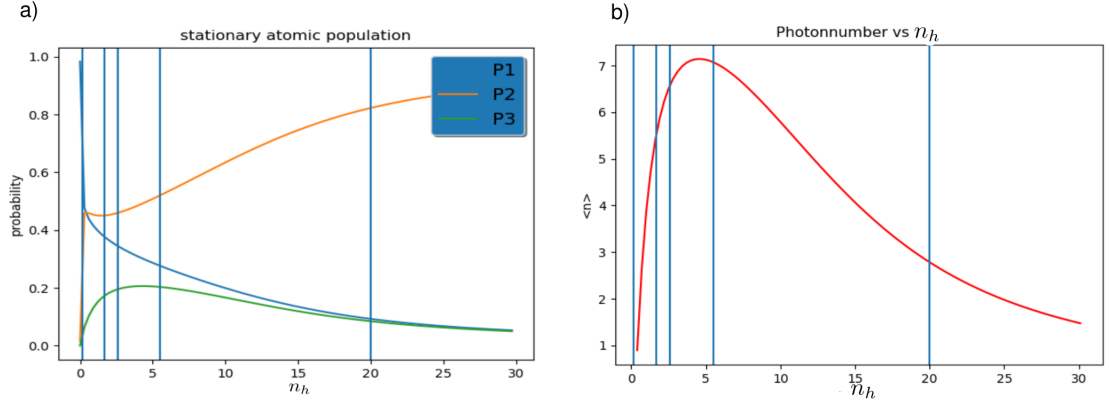 a)
stationary atomic population
1.0
0.8
0.6
0.4
0.2
0.0
probability
P1
P2
P3
0 5 10 15 20 25 30
n_h
b)
Photonnumber vs n_h
7
6
5
4
3
2
1
<n>
0 5 10 15 20 25 30
n_h